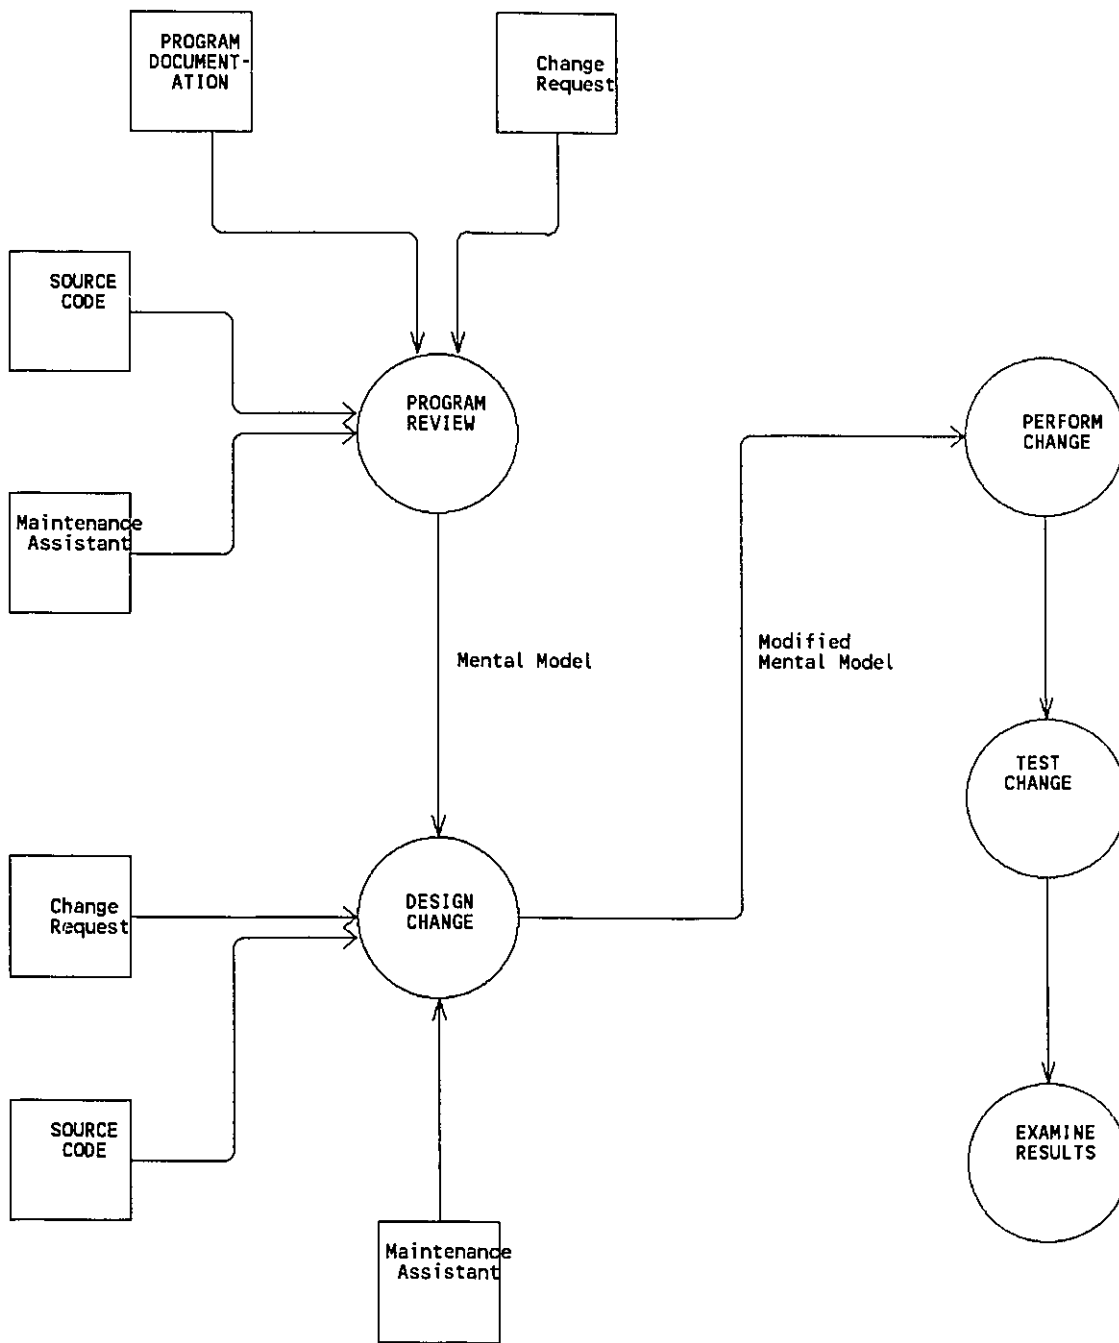 PROGRAM
DOCUMENT-
ATION
Change
Request
SOURCE
CODE
PROGRAM
REVIEW
PERFORM
CHANGE
Maintenance
Assistant
Mental Model
Modified
Mental Model
TEST
CHANGE
Change
Request
DESIGN
CHANGE
SOURCE
CODE
EXAMINE
RESULTS
Maintenance
Assistant